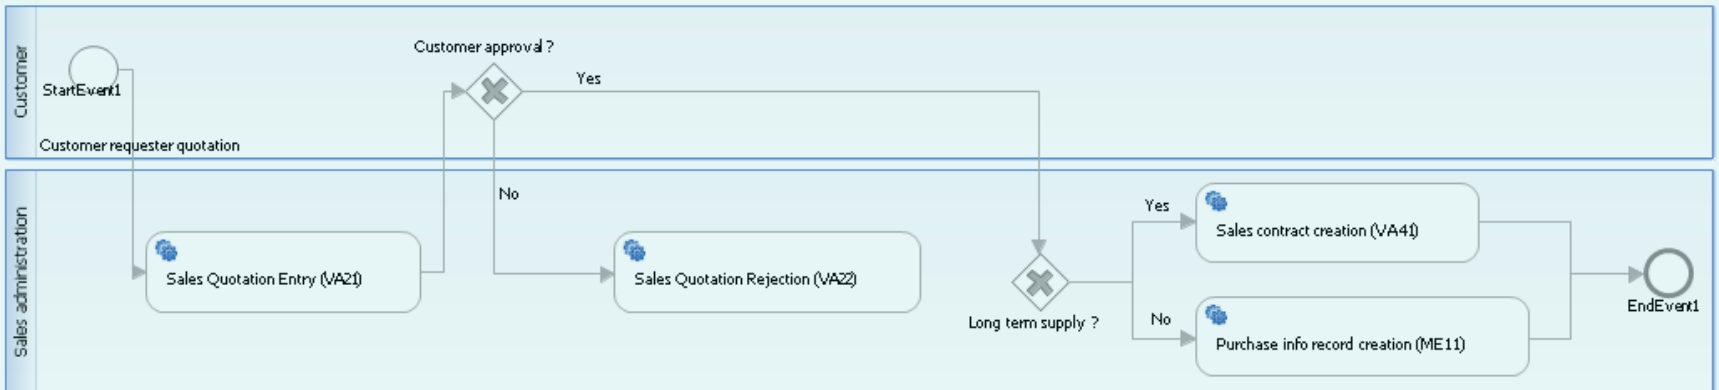 Customer
StartEvent1
Customer requester quotation
Customer approval ?
Yes
No
Sales administration
Sales Quotation Entry (VA21)
Sales Quotation Rejection (VA22)
Long term supply ?
Yes
Sales contract creation (VA41)
No
Purchase info record creation (ME11)
EndEvent1